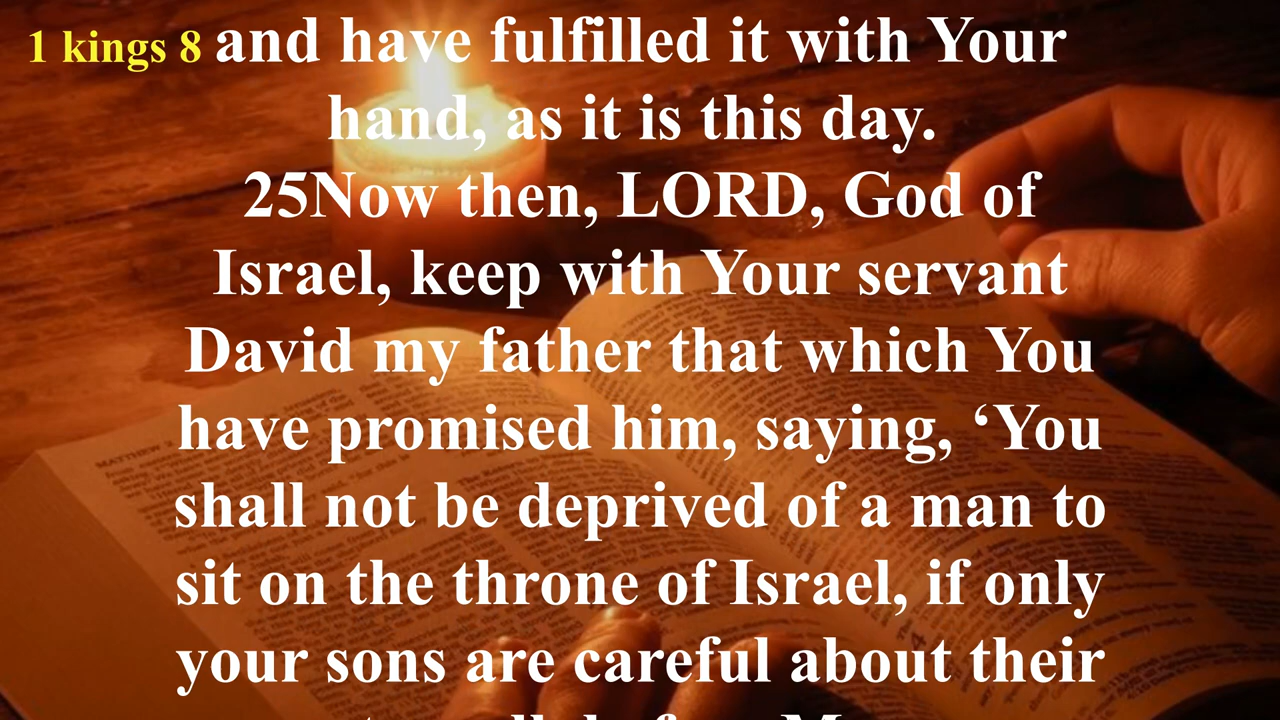 1 kings 8 and have fulfilled it with Your
hand, as it is this day.
25Now then, LORD, God of
Israel, keep with Your servant
David my father that which You
have promised him, saying, ‘You
shall not be deprived of a man to
sit on the throne of Israel, if only
your sons are careful about their